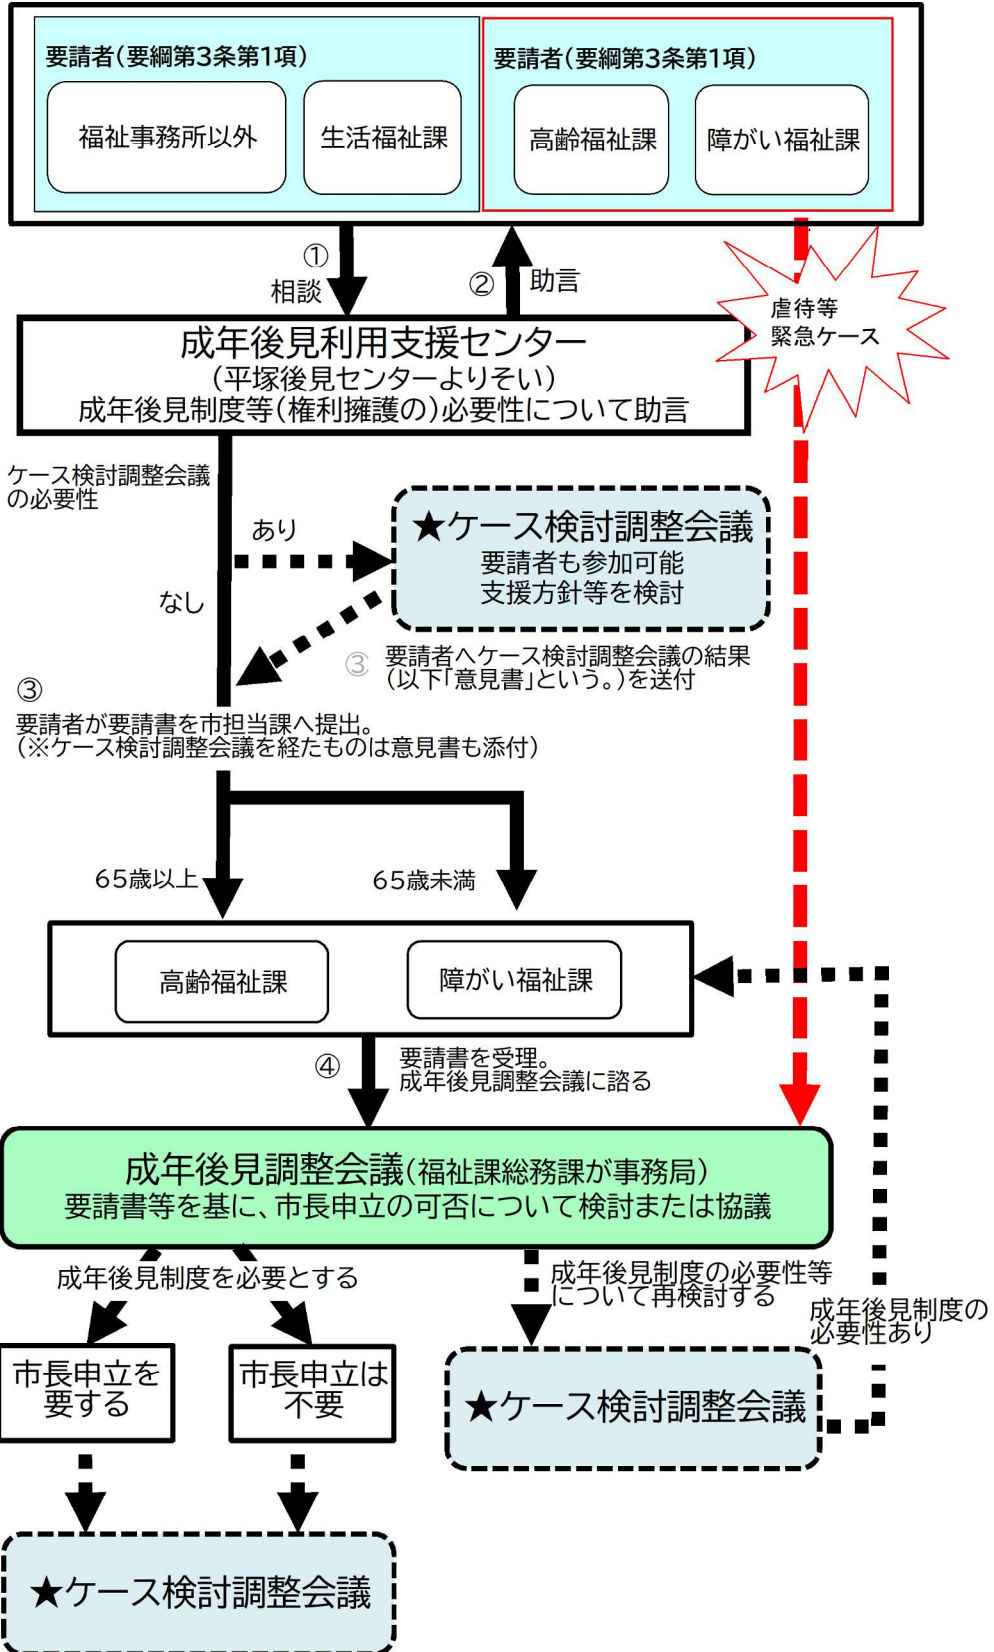 要請者(要綱第3条第1項)
福祉事務所以外
生活福祉課
要請者(要綱第3条第1項)
高齢福祉課
障がい福祉課
①
相談
②
助言
虐待等
緊急ケース
成年後見利用支援センター
(平塚後見センターよりそい)
成年後見制度等(権利擁護の)必要性について助言
ケース検討調整会議
の必要性
あり
なし
★ケース検討調整会議
要請者も参加可能
支援方針等を検討
③
要請者へケース検討調整会議の結果
(以下「意見書」という。)を送付
③
要請者が要請書を市担当課へ提出。
(※ケース検討調整会議を経たものは意見書も添付)
65歳以上
65歳未満
高齢福祉課
障がい福祉課
④
要請書を受理。
成年後見調整会議に諮る
成年後見調整会議(福祉課総務課が事務局)
要請書等を基に、市長申立の可否について検討または協議
成年後見制度を必要とする
成年後見制度の必要性等
について再検討する
成年後見制度の
必要性あり
市長申立を
要する
市長申立は
不要
★ケース検討調整会議
★ケース検討調整会議